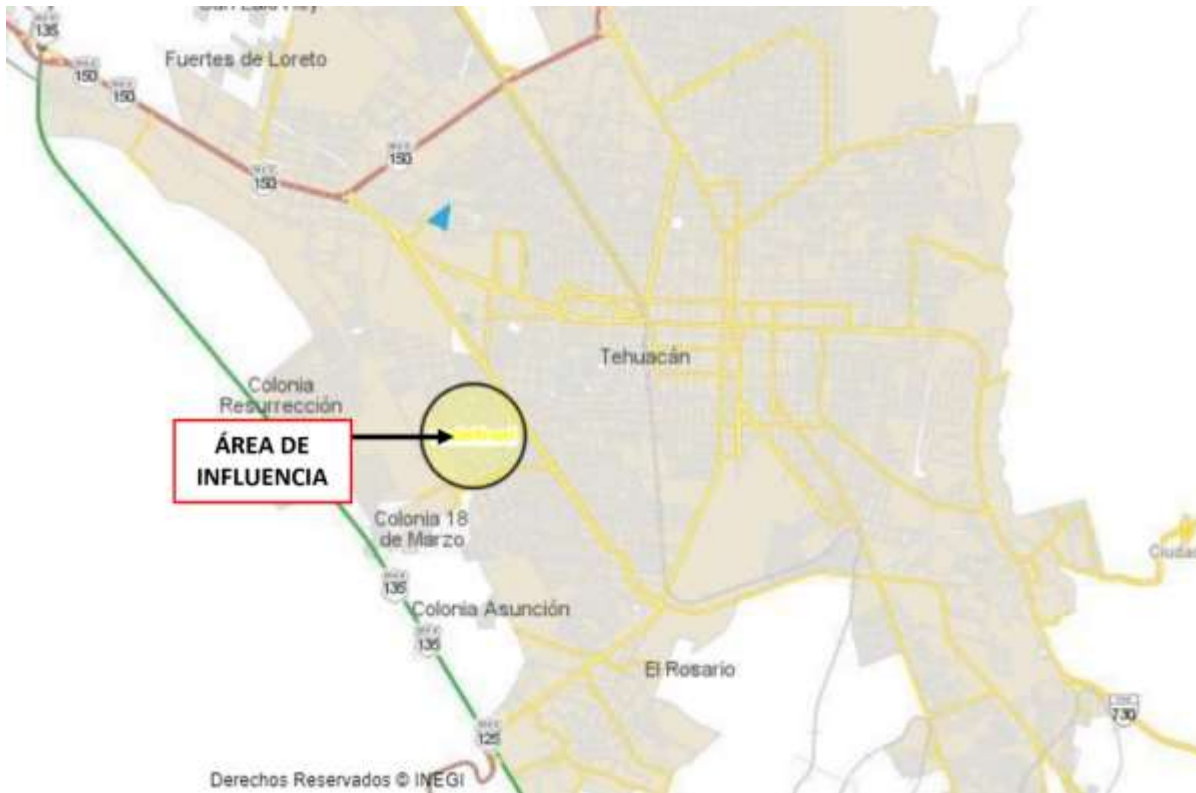 135
Fuertes de Loreto
150
150
150
150
Tehuacán
Colonia
Resurrección
ÁREA DE
INFLUENCIA
Colonia 18
de Marzo
135
Colonia Asunción
135
El Rosario
730
125
Derechos Reservados © INEGI